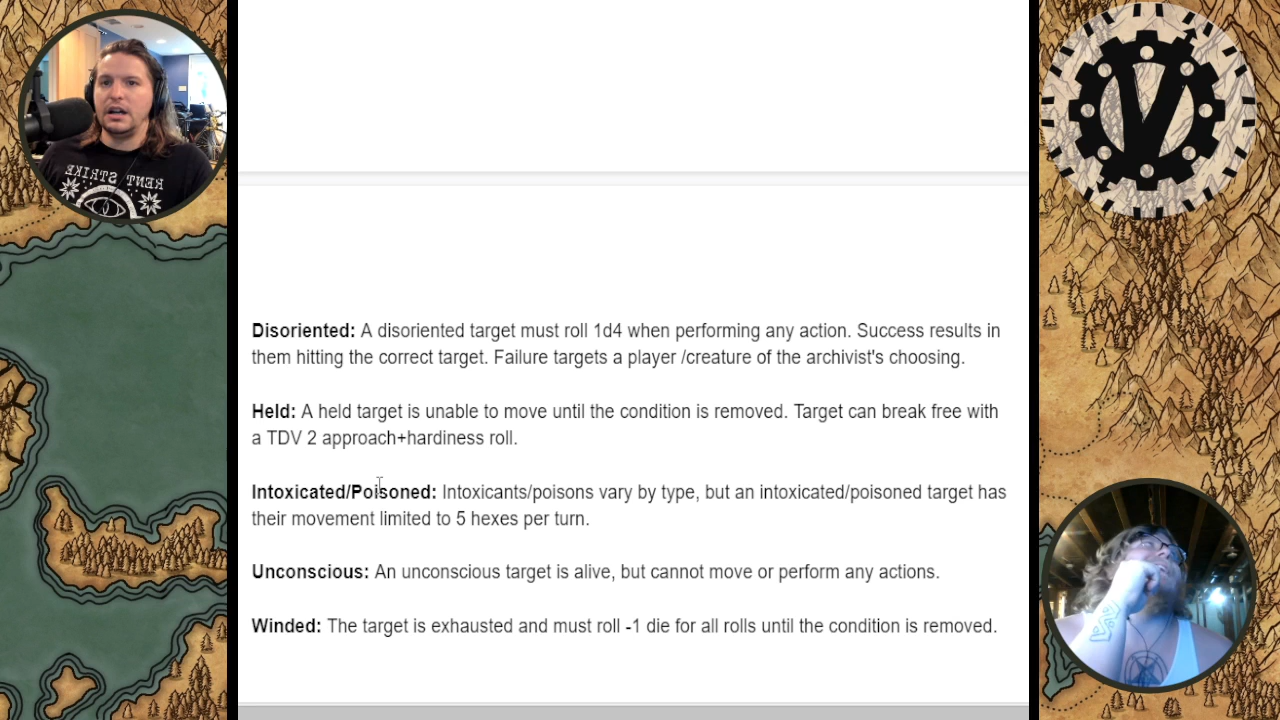 RENT STRIKE
V
Disoriented: A disoriented target must roll 1d4 when performing any action. Success results in
them hitting the correct target. Failure targets a player /creature of the archivist's choosing.
Held: A held target is unable to move until the condition is removed. Target can break free with
a TDV 2 approach+hardiness roll.
Intoxicated/Poisoned: Intoxicants/poisons vary by type, but an intoxicated/poisoned target has
their movement limited to 5 hexes per turn.
Unconscious: An unconscious target is alive, but cannot move or perform any actions.
Winded: The target is exhausted and must roll -1 die for all rolls until the condition is removed.